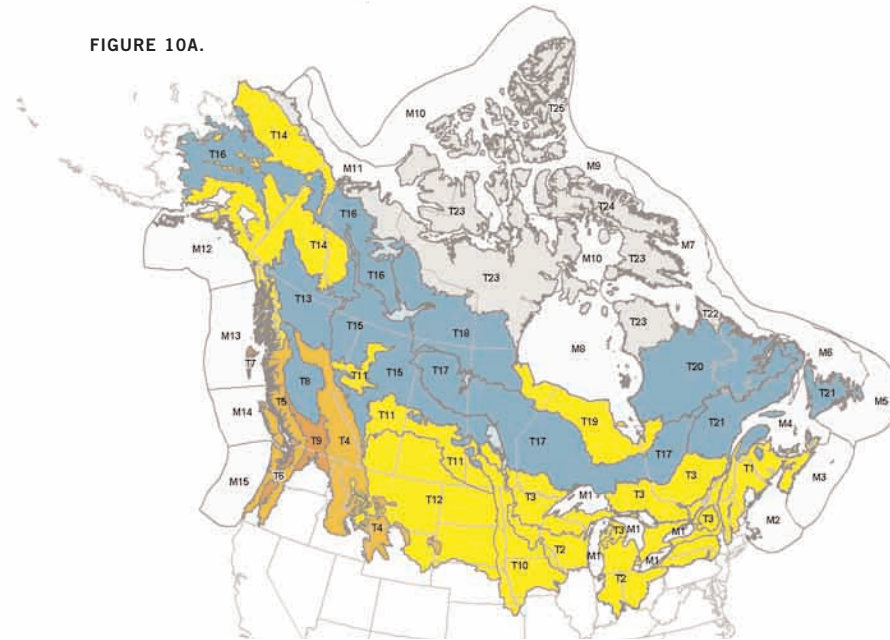 FIGURE 10A.
T25
M10
T14
M9
T16
M11
T24
T23
T16
M7
T23
M10
M12
T14
T16
T23
T23
T22
T13
T15
T18
M13
M8
T20
M6
T7
T11
T15
T17
T21
M5
T8
T5
T11
T19
M14
T9
T4
T17
T17
T21
M4
T11
T6
T3
T3
T3
T1
M3
M15
T12
M1
T4
T3
M1
M1
T3
M2
T2
M1
M1
T10
T2